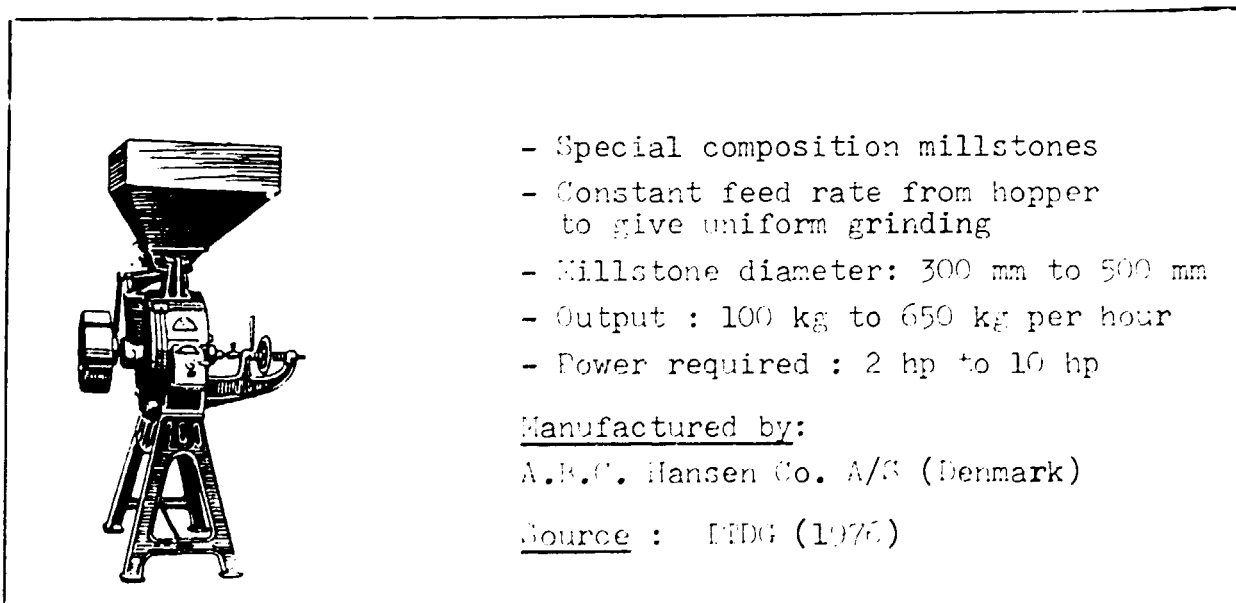 - Special composition millstones
- Constant feed rate from hopper
to give uniform grinding
- Millstone diameter: 300 mm to 500 mm
- Output : 100 kg to 650 kg per hour
- Power required : 2 hp to 10 hp
Manufactured by:
Hansen Co. A/S (Denmark)
Source : ITDG (1976)